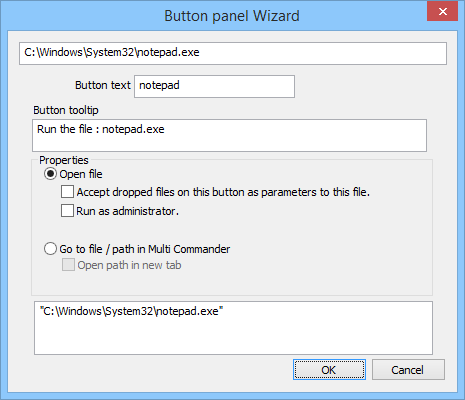 Button panel Wizard
C:\Windows\System32\notepad.exe
Button text notepad
Button tooltip
Run the file : notepad.exe
Properties
Open file
Accept dropped files on this button as parameters to this file.
Run as administrator.
Go to file / path in Multi Commander
Open path in new tab
"C:\Windows\System32\notepad.exe"
OK Cancel